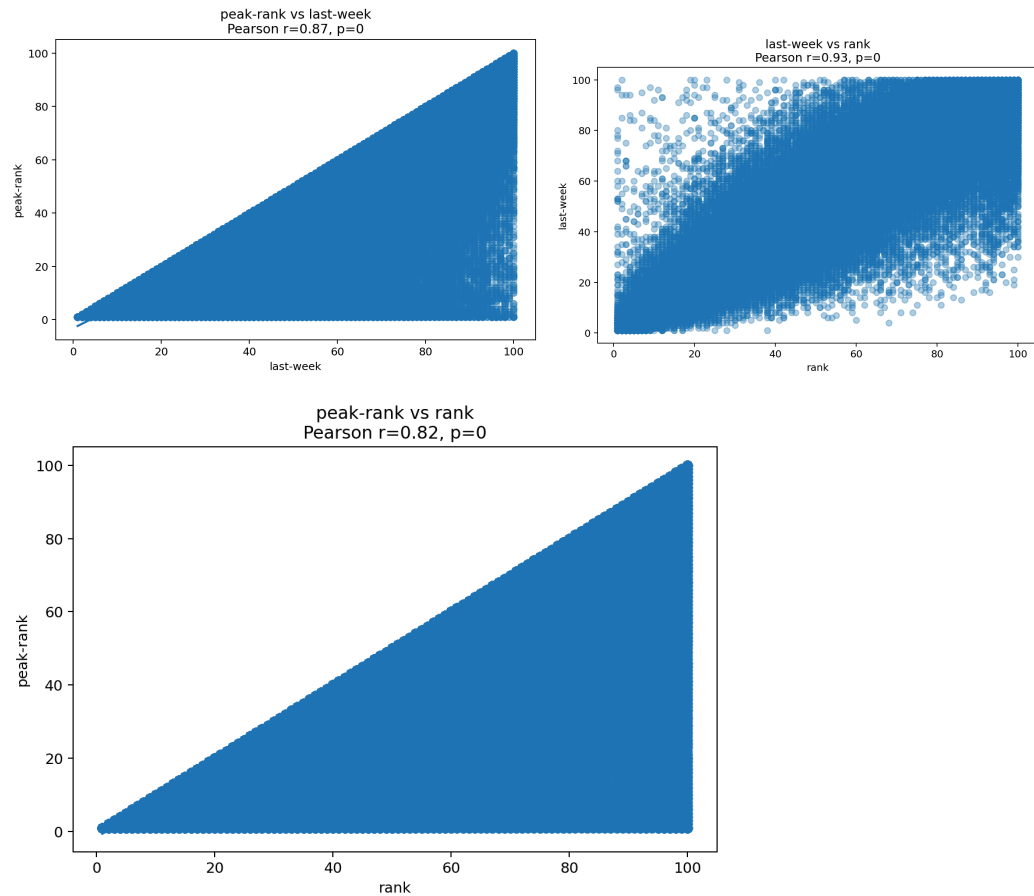 peak-rank vs last-week
Pearson r=0.87, p=0
100
80
60
40
20
0
peak-rank
0 20 40 60 80 100
last-week
last-week vs rank
Pearson r=0.93, p=0
100
80
60
40
20
0
last-week
0 20 40 60 80 100
rank
peak-rank vs rank
Pearson r=0.82, p=0
100
80
60
40
20
0
peak-rank
0 20 40 60 80 100
rank